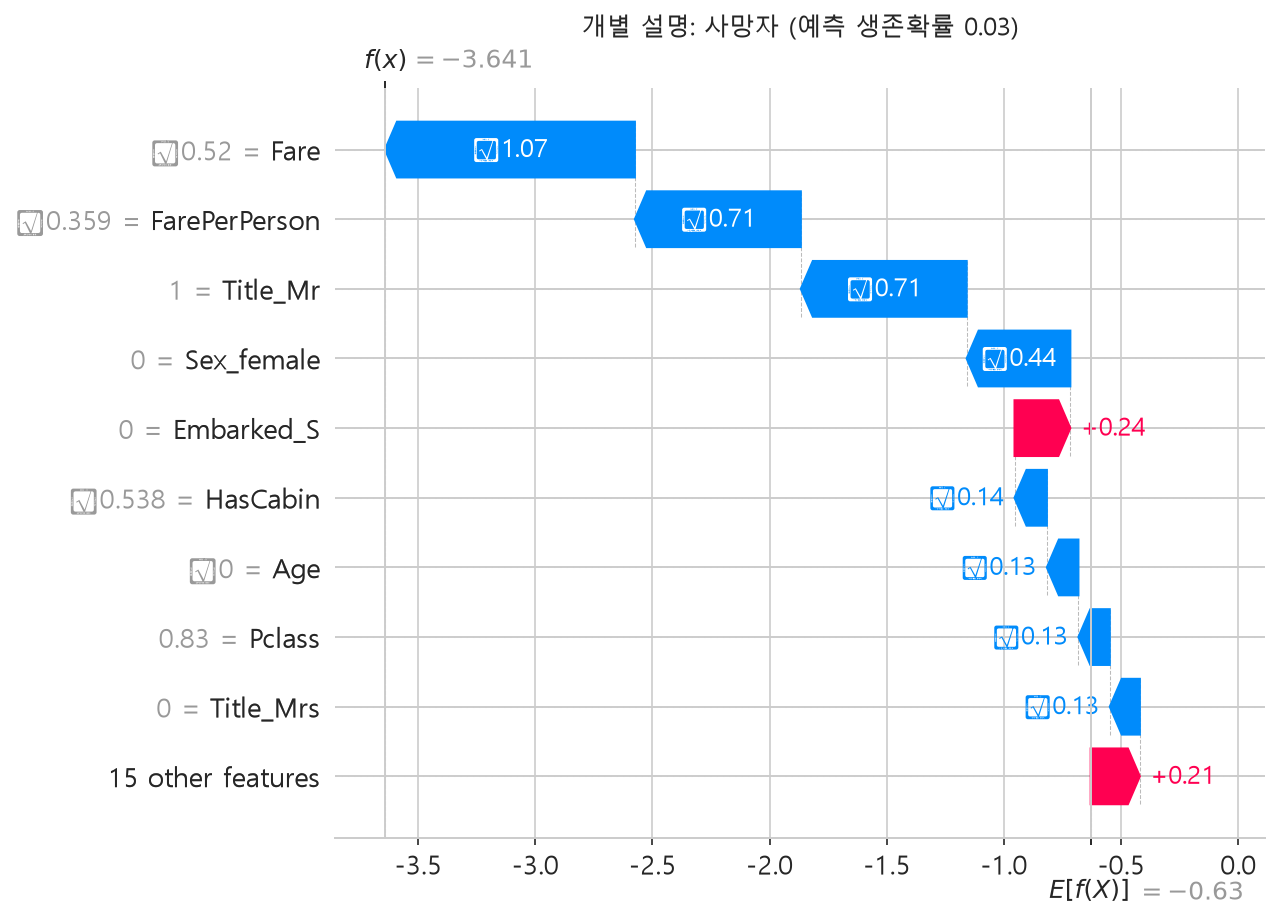 개별 설명: 사망자 (예측 생존확률 0.03)
f(x) = −3.641
√0.52 = Fare √1.07
√0.359 = FarePerPerson √0.71
1 = Title_Mr √0.71
0 = Sex_female √0.44
0 = Embarked_S +0.24
√0.538 = HasCabin √0.14
√0 = Age √0.13
0.83 = Pclass √0.13
0 = Title_Mrs √0.13
15 other features +0.21
-3.5 -3.0 -2.5 -2.0 -1.5 -1.0 -0.5 0.0
E[f(X)] = −0.63